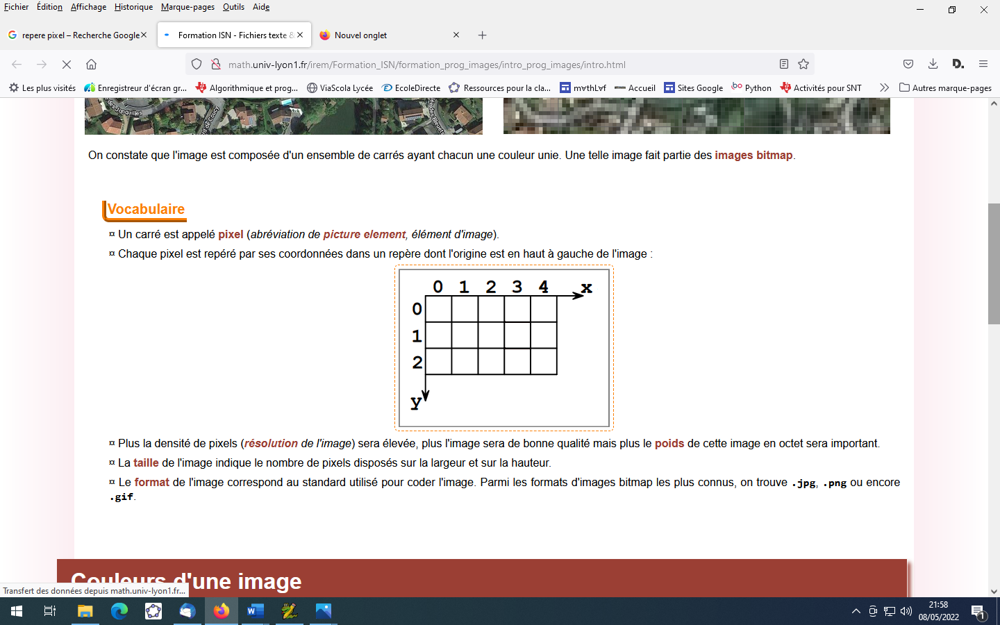 Fichier Édition Affichage Historique Marque-pages Outils Aide
repere pixel – Recherche Google
Formation ISN - Fichiers texte &
Nouvel onglet
math.univ-lyon1.fr/irem/Formation_ISN/formation_prog_images/intro_prog_images/intro.html
Les plus visités Enregistreur d'écran gr... Algorithmique et prog... ViaScola Lycée EcoleDirecte Ressources pour la cla... m∀thL∀f Accueil Sites Google Python Activités pour SNT Autres marque-pages
des Jonquilles
rd de Coucy
e des Bleuets
On constate que l'image est composée d'un ensemble de carrés ayant chacun une couleur unie. Une telle image fait partie des images bitmap.
Vocabulaire
¤ Un carré est appelé pixel (abréviation de picture element, élément d'image).
¤ Chaque pixel est repéré par ses coordonnées dans un repère dont l'origine est en haut à gauche de l'image :
0 1 2 3 4 x
0
1
2
y
¤ Plus la densité de pixels (résolution de l'image) sera élevée, plus l'image sera de bonne qualité mais plus le poids de cette image en octet sera important.
¤ La taille de l'image indique le nombre de pixels disposés sur la largeur et sur la hauteur.
¤ Le format de l'image correspond au standard utilisé pour coder l'image. Parmi les formats d'images bitmap les plus connus, on trouve .jpg, .png ou encore
.gif.
Couleurs d'une image
Transfert des données depuis math.univ-lyon1.fr...
21:58
08/05/2022
1